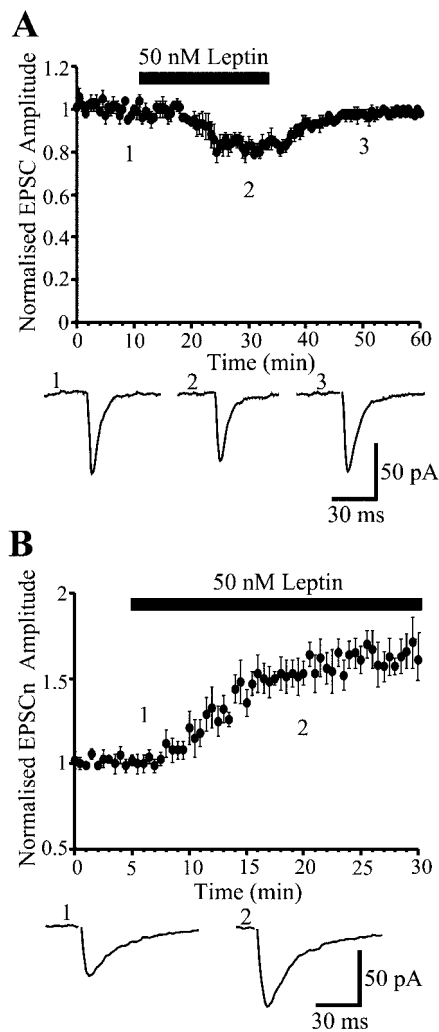 A
50 nM Leptin
Normalised EPSC Amplitude
1.2
1
0.8
0.6
0.4
0.2
0
1
2
3
0 10 20 30 40 50 60
Time (min)
1 2 3
50 pA
30 ms
B
50 nM Leptin
Normalised EPSCn Amplitude
2
1.5
1
0.5
1
2
0 5 10 15 20 25 30
Time (min)
1 2
50 pA
30 ms